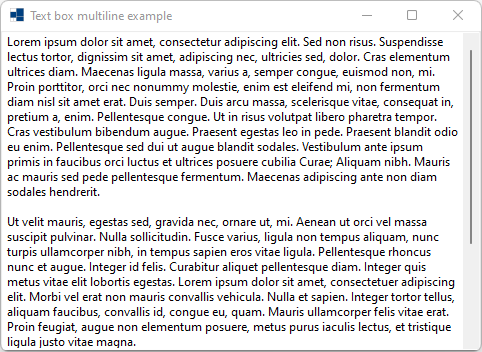 Text box multiline example
Lorem ipsum dolor sit amet, consectetur adipiscing elit. Sed non risus. Suspendisse
lectus tortor, dignissim sit amet, adipiscing nec, ultricies sed, dolor. Cras elementum
ultrices diam. Maecenas ligula massa, varius a, semper congue, euismod non, mi.
Proin porttitor, orci nec nonummy molestie, enim est eleifend mi, non fermentum
diam nisl sit amet erat. Duis semper. Duis arcu massa, scelerisque vitae, consequat in,
pretium a, enim. Pellentesque congue. Ut in risus volutpat libero pharetra tempor.
Cras vestibulum bibendum augue. Praesent egestas leo in pede. Praesent blandit odio
eu enim. Pellentesque sed dui ut augue blandit sodales. Vestibulum ante ipsum
primis in faucibus orci luctus et ultrices posuere cubilia Curae; Aliquam nibh. Mauris
ac mauris sed pede pellentesque fermentum. Maecenas adipiscing ante non diam
sodales hendrerit.
Ut velit mauris, egestas sed, gravida nec, ornare ut, mi. Aenean ut orci vel massa
suscipit pulvinar. Nulla sollicitudin. Fusce varius, ligula non tempus aliquam, nunc
turpis ullamcorper nibh, in tempus sapien eros vitae ligula. Pellentesque rhoncus
nunc et augue. Integer id felis. Curabitur aliquet pellentesque diam. Integer quis
metus vitae elit lobortis egestas. Lorem ipsum dolor sit amet, consectetuer adipiscing
elit. Morbi vel erat non mauris convallis vehicula. Nulla et sapien. Integer tortor tellus,
aliquam faucibus, convallis id, congue eu, quam. Mauris ullamcorper felis vitae erat.
Proin feugiat, augue non elementum posuere, metus purus iaculis lectus, et tristique
ligula justo vitae magna.